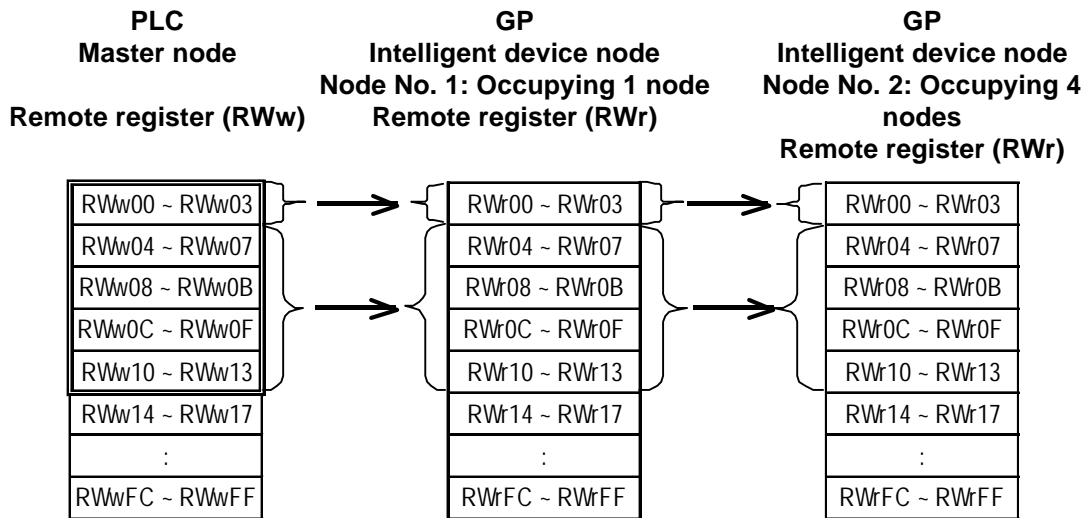 PLC
Master node
Remote register (RWw)
GP
Intelligent device node
Node No. 1: Occupying 1 node
Remote register (RWr)
GP
Intelligent device node
Node No. 2: Occupying 4
nodes
Remote register (RWr)
RWw00 ~ RWw03
RWw04 ~ RWw07
RWw08 ~ RWw0B
RWw0C ~ RWw0F
RWw10 ~ RWw13
RWw14 ~ RWw17
:
RWwFC ~ RWwFF
RWr00 ~ RWr03
RWr04 ~ RWr07
RWr08 ~ RWr0B
RWr0C ~ RWr0F
RWr10 ~ RWr13
RWr14 ~ RWr17
:
RWrFC ~ RWrFF
RWr00 ~ RWr03
RWr04 ~ RWr07
RWr08 ~ RWr0B
RWr0C ~ RWr0F
RWr10 ~ RWr13
RWr14 ~ RWr17
:
RWrFC ~ RWrFF